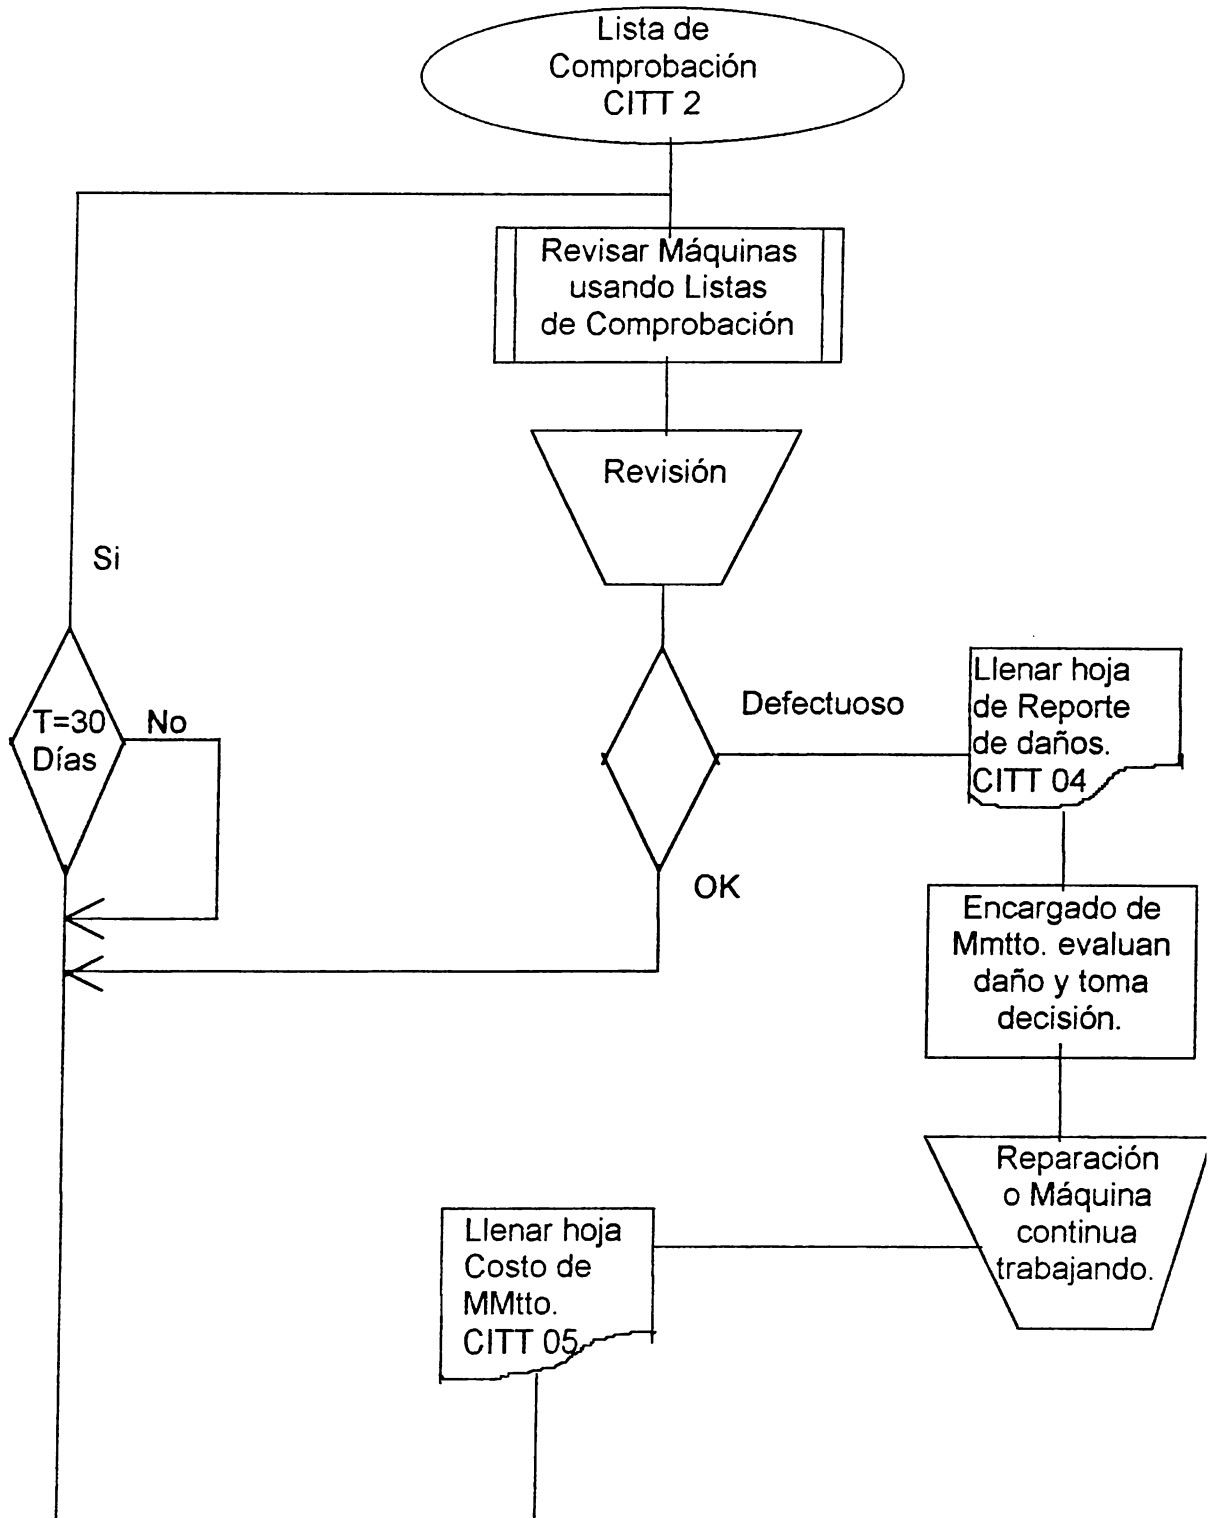 Lista de
Comprobación
CITT 2
Revisar Máquinas
usando Listas
de Comprobación
Revisión
Si
T=30
Días
No
Defectuoso
OK
Llenar hoja
de Reporte
de daños.
CITT 04
Encargado de
Mmtto. evaluan
daño y toma
decisión.
Reparación
o Máquina
continua
trabajando.
Llenar hoja
Costo de
MMtto.
CITT 05